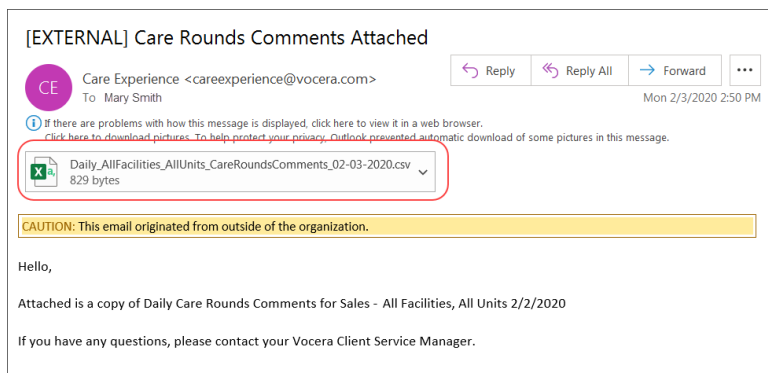 [EXTERNAL] Care Rounds Comments Attached
CE
Care Experience <careexperience@vocera.com>
To Mary Smith
Reply
Reply All
Forward
...
Mon 2/3/2020 2:50 PM
If there are problems with how this message is displayed, click here to view it in a web browser.
Click here to download pictures. To help protect your privacy, Outlook prevented automatic download of some pictures in this message.
Daily_AllFacilities_AllUnits_CareRoundsComments_02-03-2020.csv
829 bytes
CAUTION: This email originated from outside of the organization.
Hello,
Attached is a copy of Daily Care Rounds Comments for Sales - All Facilities, All Units 2/2/2020
If you have any questions, please contact your Vocera Client Service Manager.